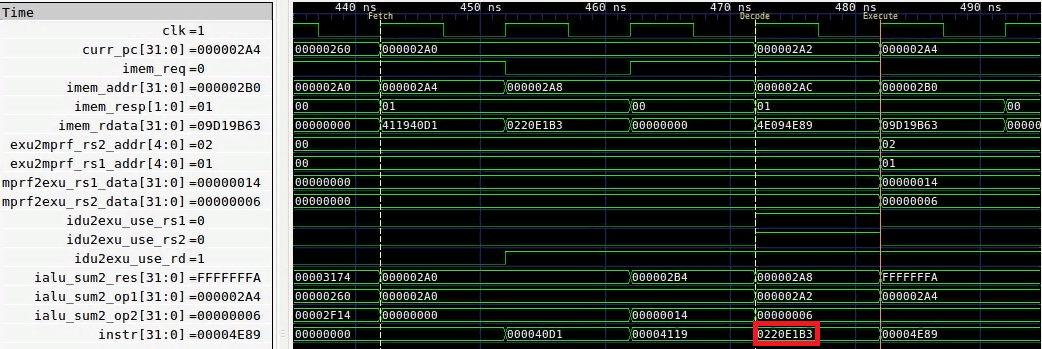 Time 440 ns 450 ns 460 ns 470 ns 480 ns 490 ns
Fetch Decode Execute
clk=1
curr_pc[31:0]=000002A4 00000260 000002A0 000002A2 000002A4
imem_req=0
imem_addr[31:0]=000002B0 000002A0 000002A4 000002A8 000002AC 000002B0
imem_resp[1:0]=01 00 01 00 01 00
imem_rdata[31:0]=09D19B63 00000000 411940D1 0220E1B3 00000000 4E094E89 09D19B63 00000
exu2mprf_rs2_addr[4:0]=02 00 02
exu2mprf_rs1_addr[4:0]=01 00 01
mprf2exu_rs1_data[31:0]=00000014 00000000 00000014
mprf2exu_rs2_data[31:0]=00000006 00000000 00000006
idu2exu_use_rs1=0
idu2exu_use_rs2=0
idu2exu_use_rd=1
ialu_sum2_res[31:0]=FFFFFFFA 00003174 000002A0 000002B4 000002A8 FFFFFFFA
ialu_sum2_op1[31:0]=000002A4 00000260 000002A0 000002A2 000002A4
ialu_sum2_op2[31:0]=00000006 00002F14 00000000 00000014 00000006
instr[31:0]=00004E89 00000000 000040D1 00004119 0220E1B3 00004E89